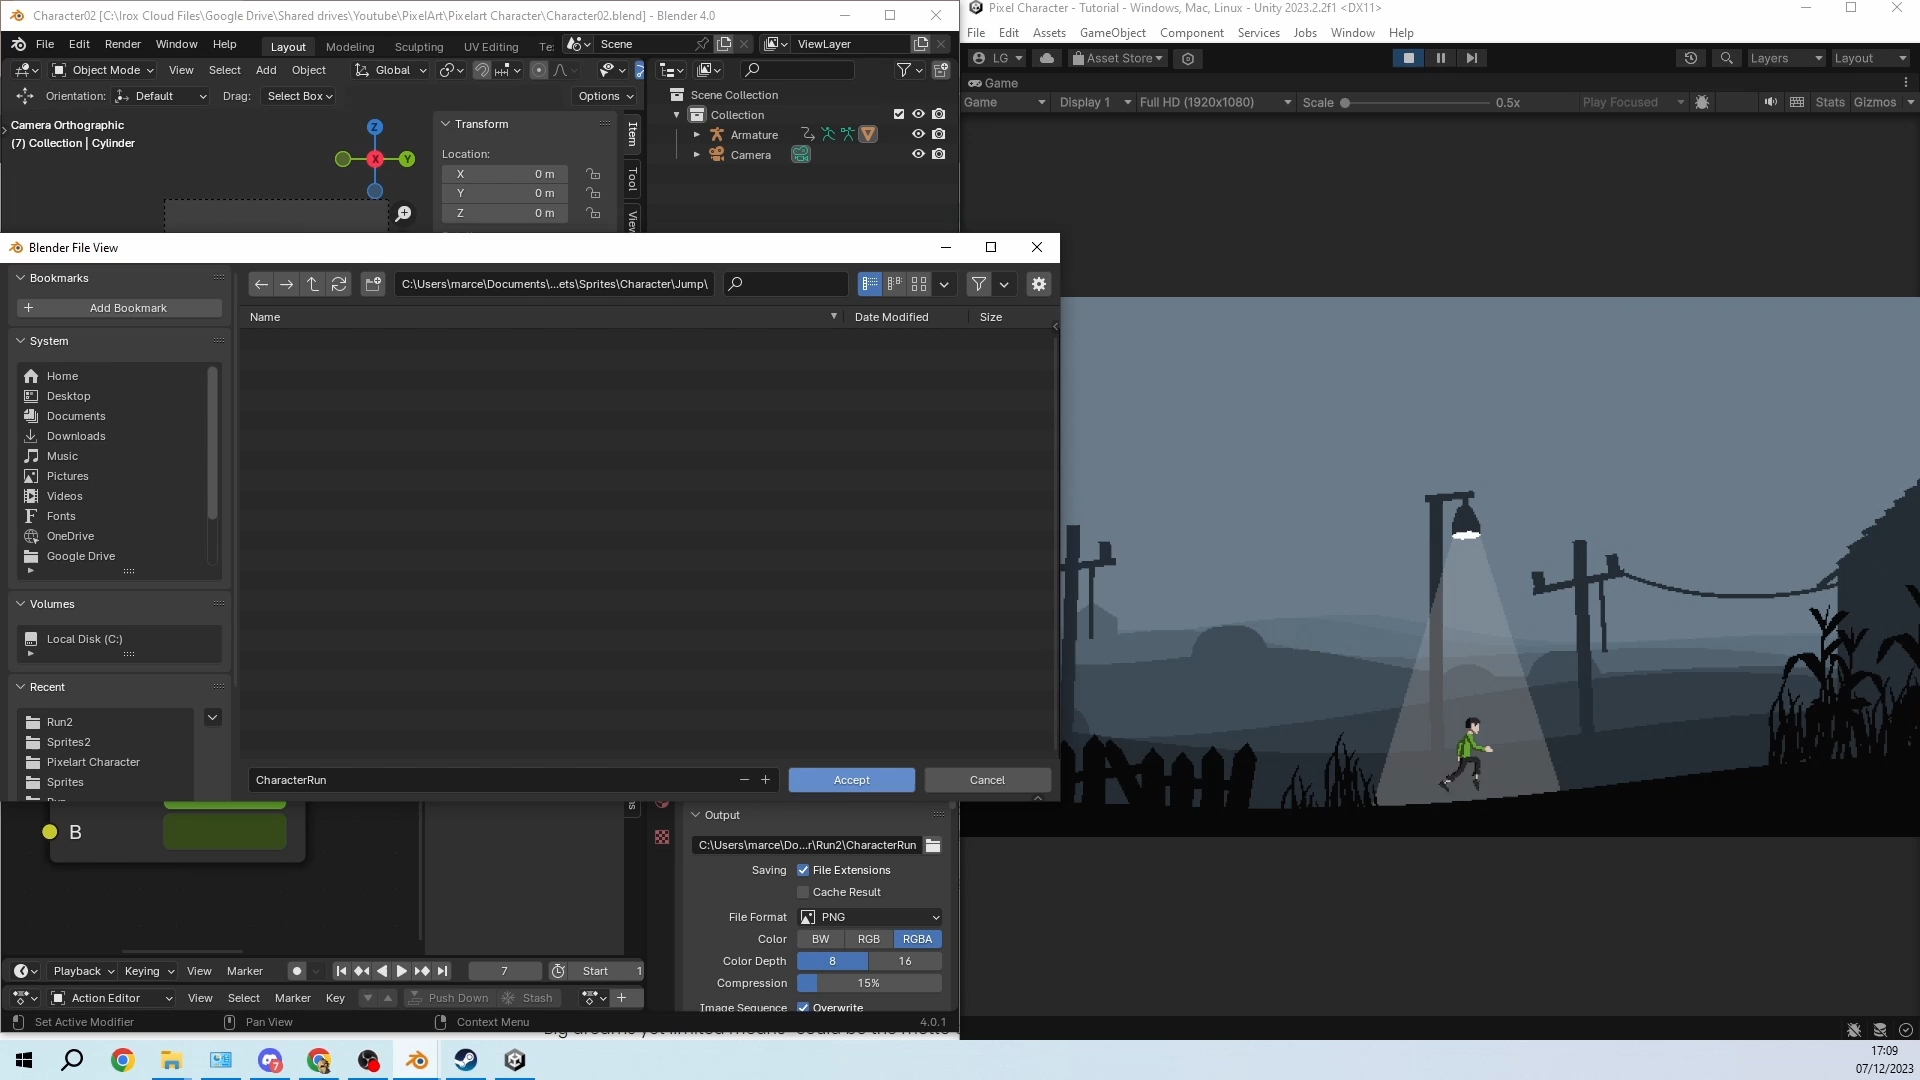 Character02 [C:\Irox Cloud Files\Google Drive\Shared drives\Youtube\PixelArt\Pixelart Character\Character02.blend] - Blender 4.0
Pixel Character - Tutorial - Windows, Mac, Linux - Unity 2023.2.2f1 <DX11>
File Edit Render Window Help Layout Modeling Sculpting UV Editing Te Scene ViewLayer
File Edit Assets GameObject Component Services Jobs Window Help
Object Mode View Select Add Object Global
LG Asset Store Layers Layout
Game
Orientation: Default Drag: Select Box Options
Game Display 1 Full HD (1920x1080) Scale 0.5x Play Focused Stats Gizmos
Scene Collection
Collection
Armature
Camera
Camera Orthographic
(7) Collection | Cylinder
Z
X
Y
Transform
Location:
X 0 m
Y 0 m
Z 0 m
Item
Tool
View
Blender File View
Bookmarks
Add Bookmark
C:\Users\marce\Documents\...ets\Sprites\Character\Jump\
Name Date Modified Size
System
Home
Desktop
Documents
Downloads
Music
Pictures
Videos
Fonts
OneDrive
Google Drive
Volumes
Local Disk (C:)
Recent
Run2
Sprites2
Pixelart Character
Sprites
CharacterRun
Accept Cancel
B
Output
C:\Users\marce\Do...r\Run2\CharacterRun
Saving File Extensions
Cache Result
File Format PNG
Color BW RGB RGBA
Color Depth 8 16
Compression 15%
Image Sequence Overwrite
Playback Keying View Marker 7 Start 1
Action Editor View Select Marker Key Push Down Stash
Set Active Modifier Pan View Context Menu 4.0.1
7
17:09
07/12/2023